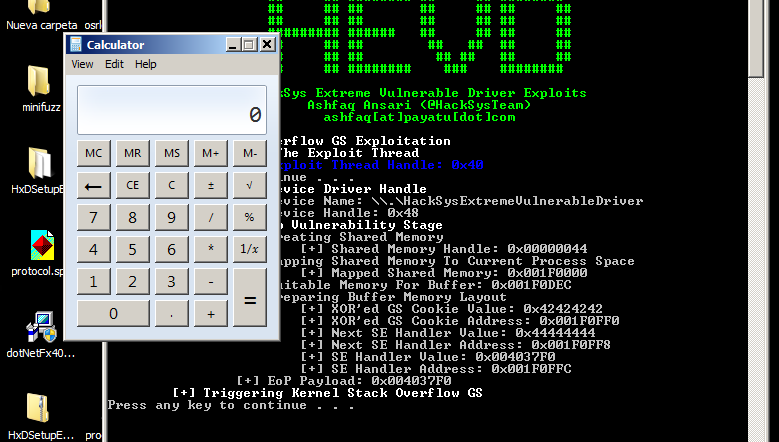 Nueva carpeta
osrl
minifuzz
HxDSetupE
protocol.sp
dotNetFx40...
HxDSetupE...
pro
Calculator
View Edit Help
0
MC MR MS M+ M-
← CE C ± √
7 8 9 / %
4 5 6 * 1/x
1 2 3 - =
0 . +
Sys Extreme Vulnerable Driver Exploits
Ashfaq Ansari (@HackSysTeam)
ashfaq[at]payatu[dot]com
erflow GS Exploitation
The Exploit Thread
xploit Thread Handle: 0x40
inue . . .
evice Driver Handle
evice Name: \\.\HackSysExtremeVulnerableDriver
evice Handle: 0x48
Vulnerability Stage
reating Shared Memory
[+] Shared Memory Handle: 0x00000044
apping Shared Memory To Current Process Space
[+] Mapped Shared Memory: 0x001F0000
uitable Memory For Buffer: 0x001F0DEC
reparing Buffer Memory Layout
[+] XOR'ed GS Cookie Value: 0x42424242
[+] XOR'ed GS Cookie Address: 0x001F0FF0
[+] Next SE Handler Value: 0x44444444
[+] Next SE Handler Address: 0x001F0FF8
[+] SE Handler Value: 0x004037F0
[+] SE Handler Address: 0x001F0FFC
[+] EoP Payload: 0x004037F0
[+] Triggering Kernel Stack Overflow GS
Press any key to continue . . .